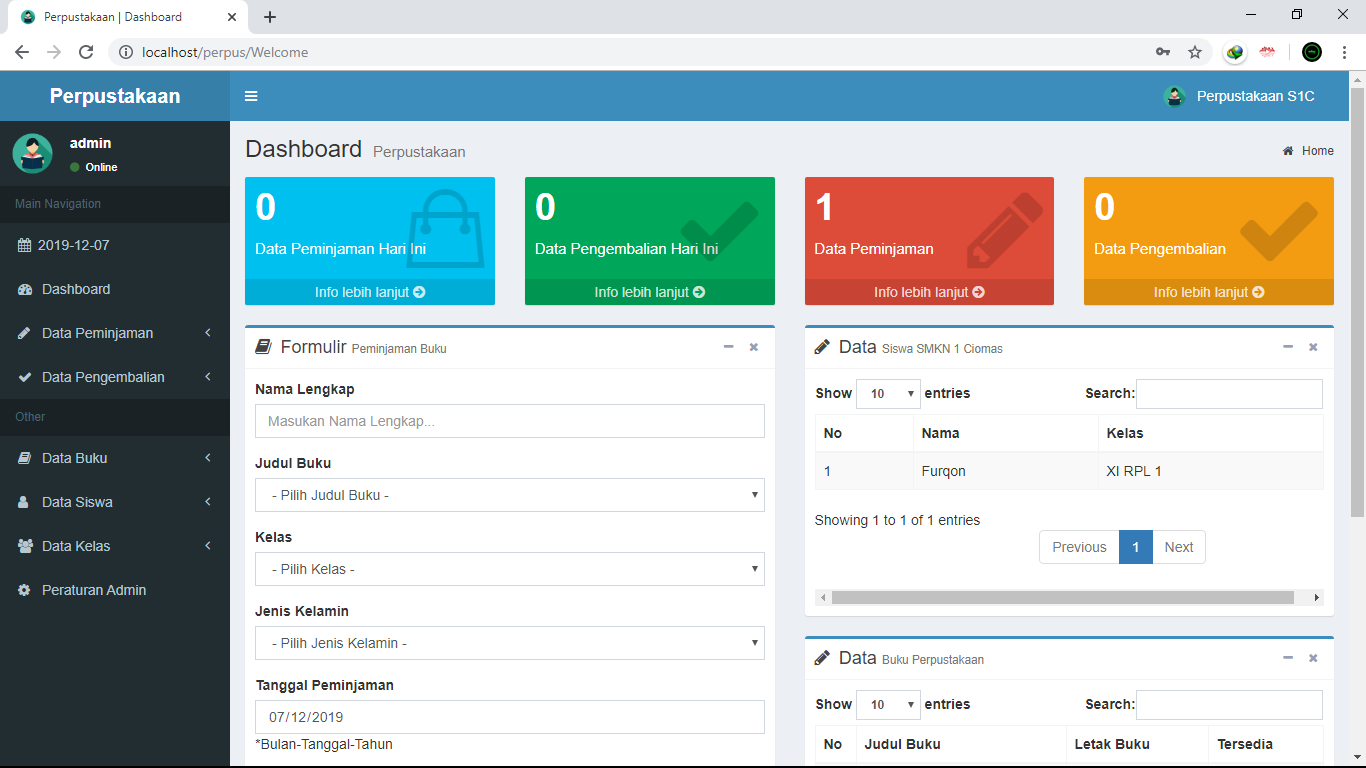 Perpustakaan | Dashboard
localhost/perpus/Welcome
Perpustakaan
Perpustakaan S1C
admin
Online
Main Navigation
2019-12-07
Dashboard
Data Peminjaman
Data Pengembalian
Other
Data Buku
Data Siswa
Data Kelas
Peraturan Admin
Dashboard Perpustakaan
Home
0
Data Peminjaman Hari Ini
Info lebih lanjut
0
Data Pengembalian Hari Ini
Info lebih lanjut
1
Data Peminjaman
Info lebih lanjut
0
Data Pengembalian
Info lebih lanjut
Formulir Peminjaman Buku
Nama Lengkap
Masukan Nama Lengkap...
Judul Buku
- Pilih Judul Buku -
Kelas
- Pilih Kelas -
Jenis Kelamin
- Pilih Jenis Kelamin -
Tanggal Peminjaman
07/12/2019
*Bulan-Tanggal-Tahun
Data Siswa SMKN 1 Ciomas
Show 10 entries Search:
No Nama Kelas
1 Furqon XI RPL 1
Showing 1 to 1 of 1 entries
Previous 1 Next
Data Buku Perpustakaan
Show 10 entries Search:
No Judul Buku Letak Buku Tersedia